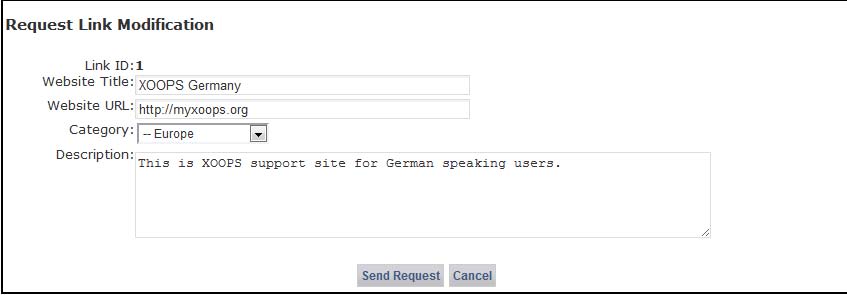 Request Link Modification
Link ID:1
Website Title: XOOPS Germany
Website URL: http://myxoops.org
Category: -- Europe
Description: This is XOOPS support site for German speaking users.
Send Request Cancel